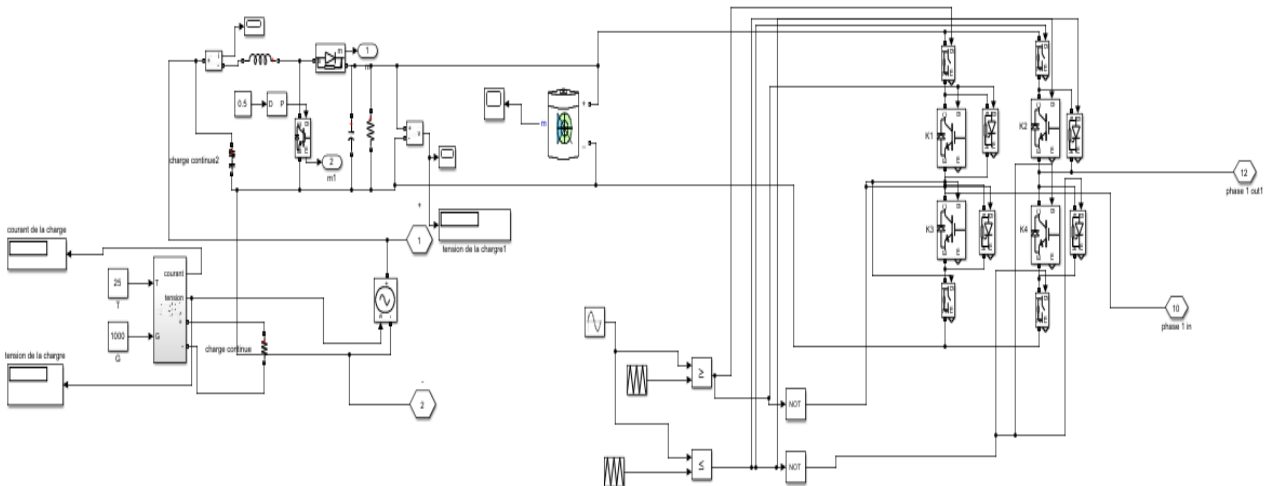 m
1
m
0.5
D P
charge continue2
2
m1
+
v
m
+
-
K1
K2
K3
K4
12
phase 1 out1
10
phase 1 in
+
1
tension de la chargre1
courant de la charge
25
T
1000
G
courant
T
tension
+
G
-
charge continue
tension de la chargre
-
2
≥
NOT
≤
NOT